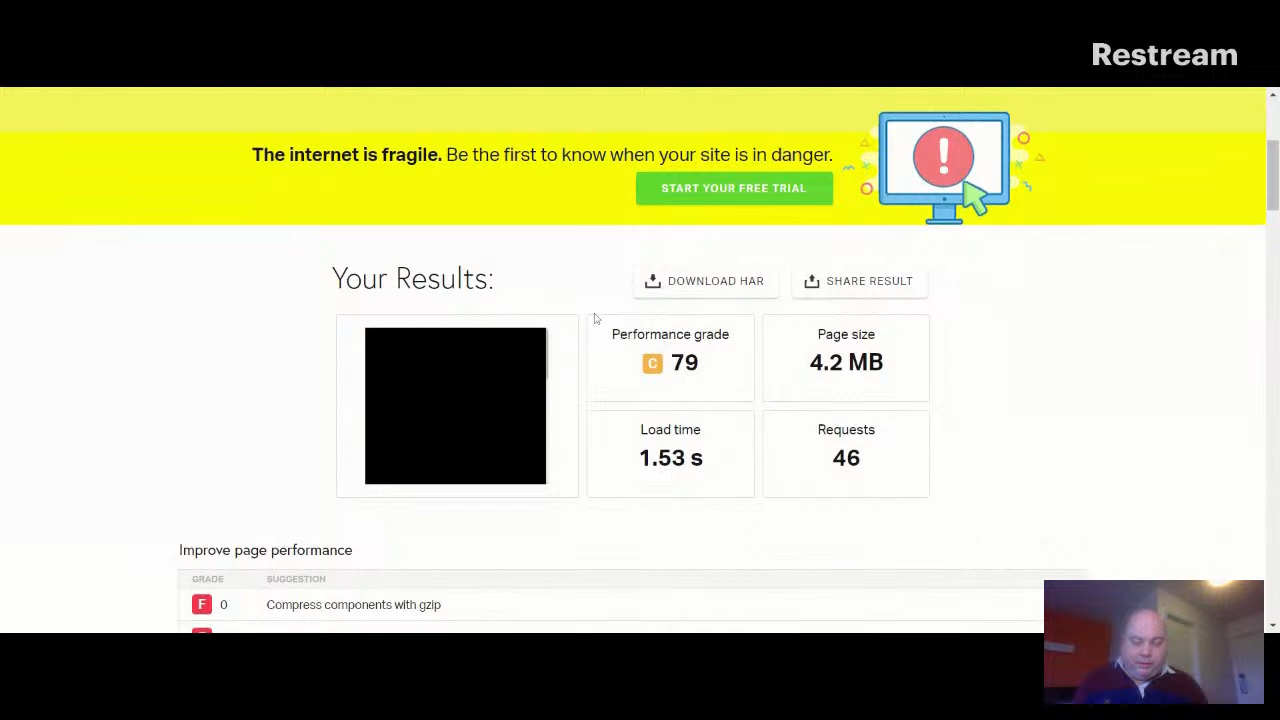 Restream
The internet is fragile. Be the first to know when your site is in danger.
START YOUR FREE TRIAL
Your Results:
DOWNLOAD HAR
SHARE RESULT
Performance grade
C 79
Page size
4.2 MB
Load time
1.53 s
Requests
46
Improve page performance
GRADE SUGGESTION
F 0 Compress components with gzip